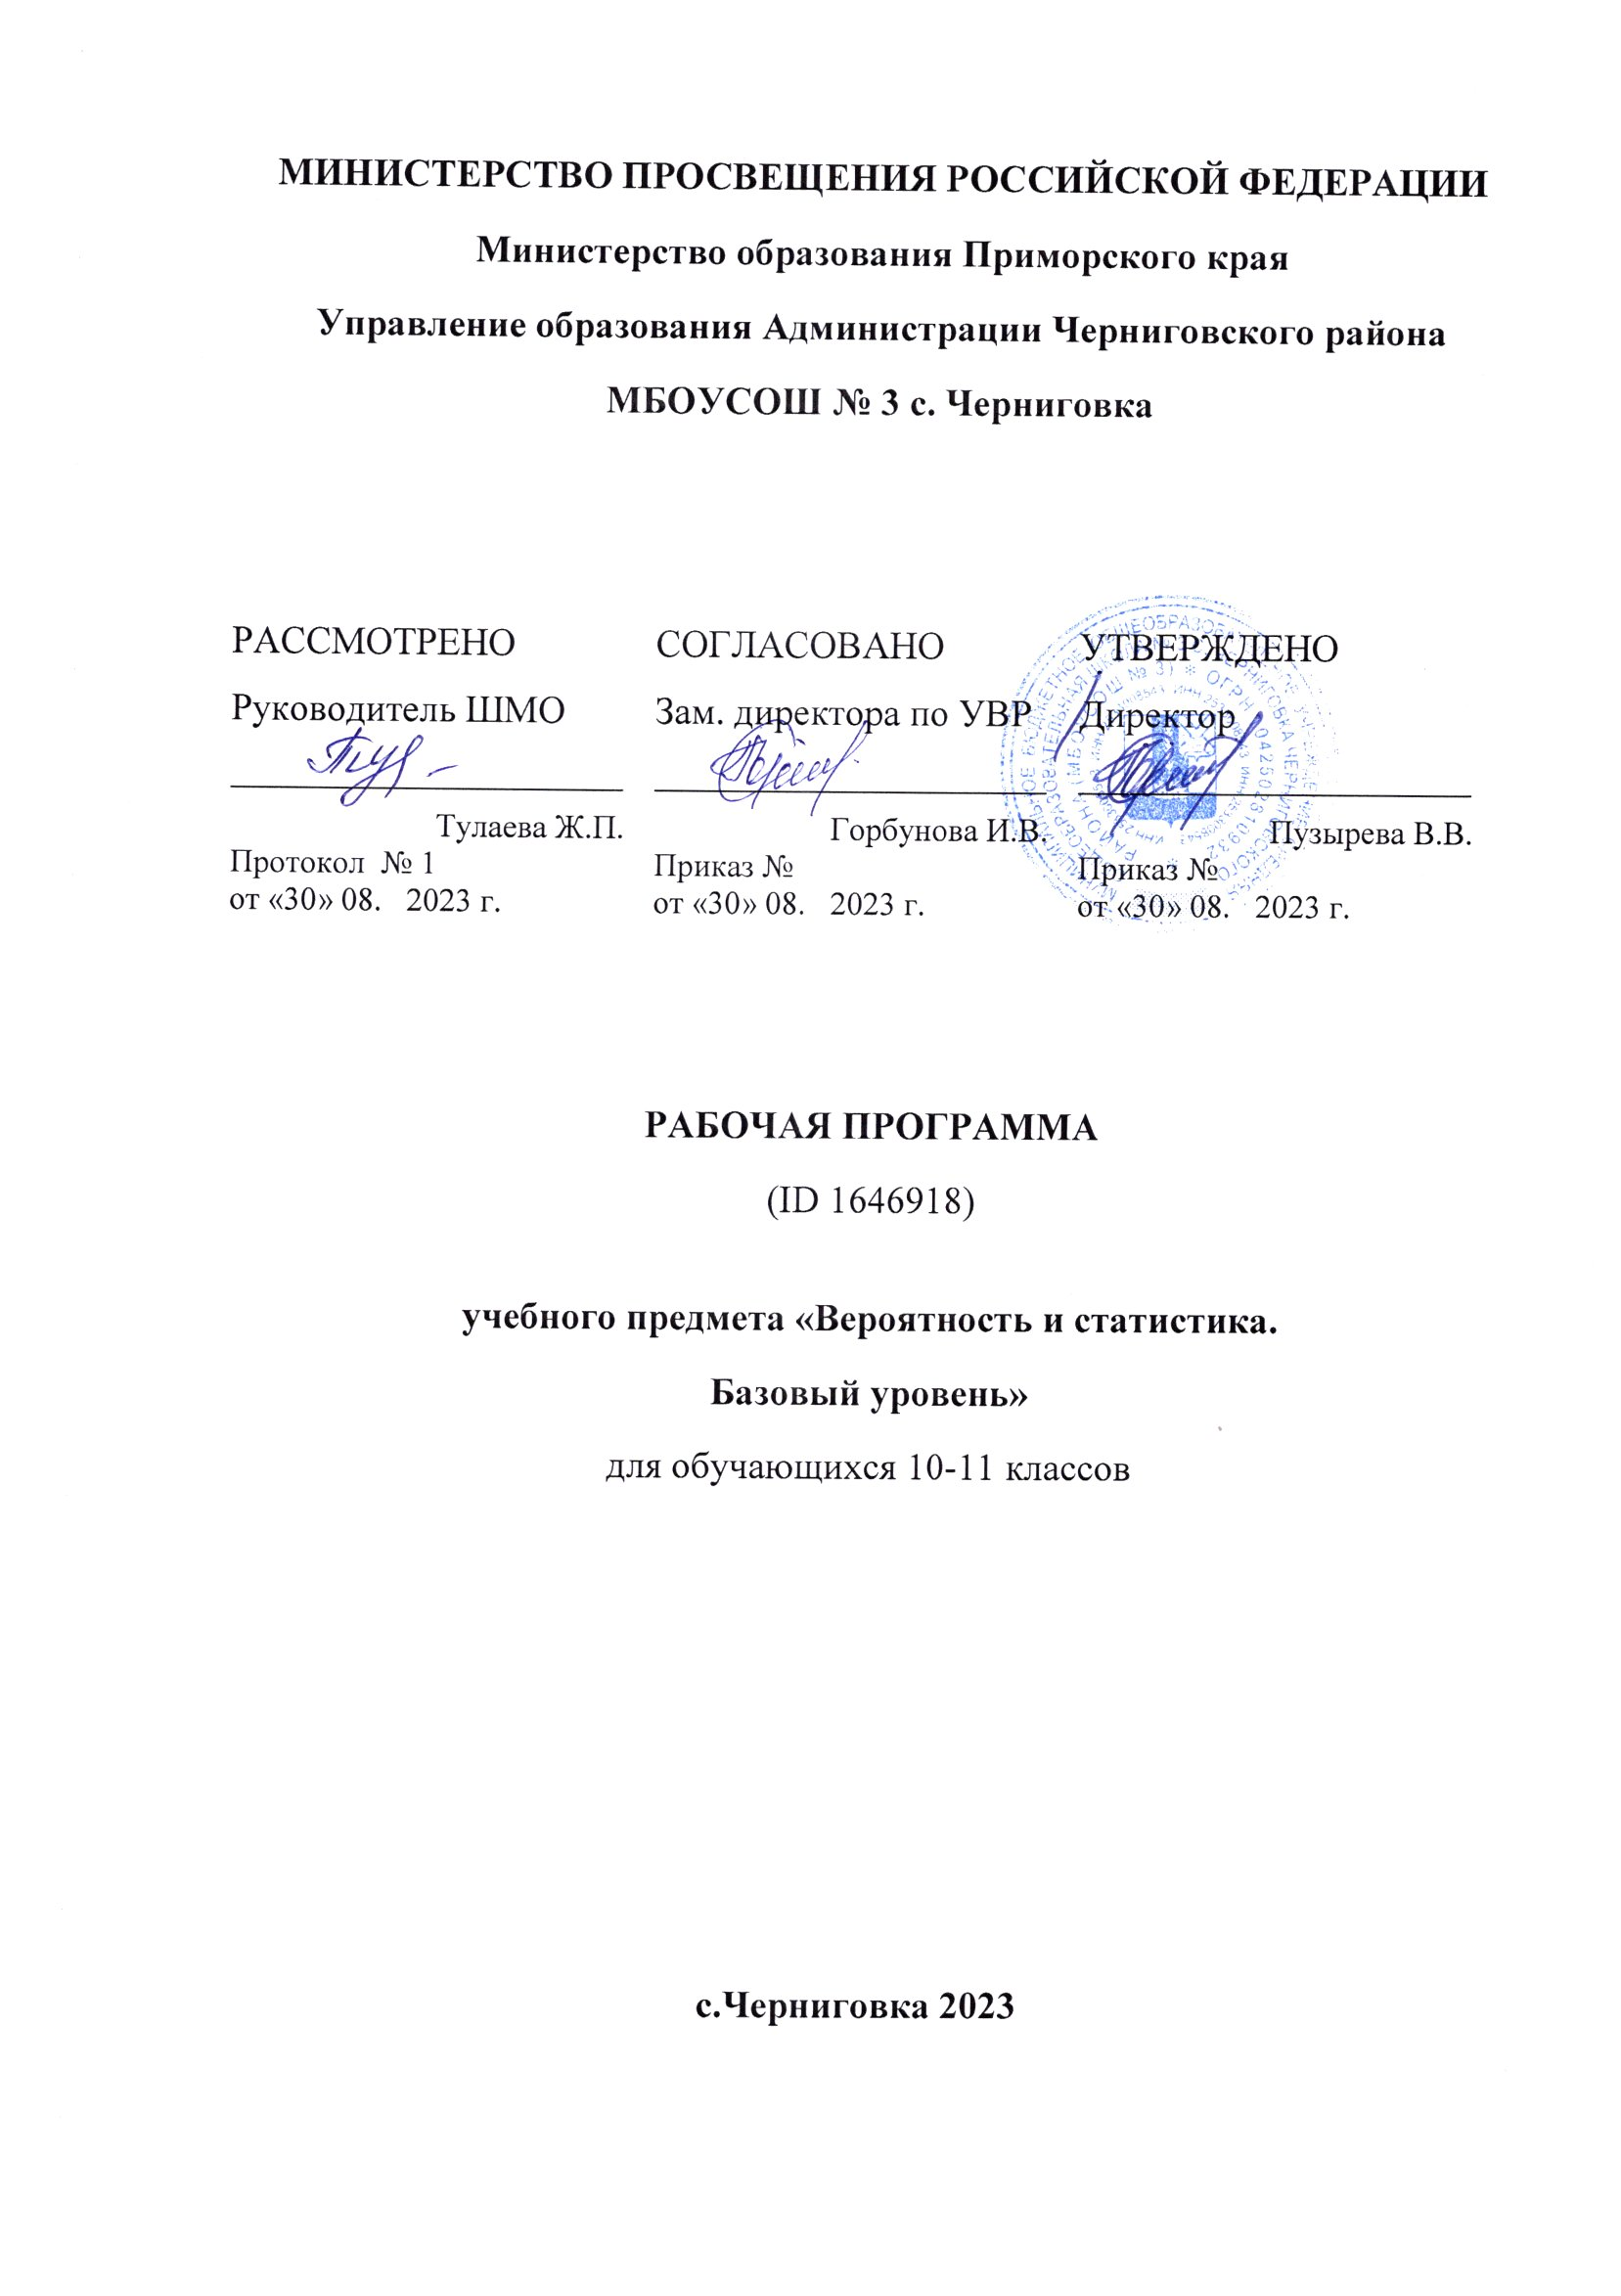 МИНИСТЕРСТВО ПРОСВЕЩЕНИЯ РОССИЙСКОЙ ФЕДЕРАЦИИ
Министерство образования Приморского края
Управление образования Администрации Черниговского района
МБОУСОШ № 3 с. Черниговка
РАССМОТРЕНО
Руководитель ШМО
Тулаева Ж.П.
Протокол № 1
от «30» 08. 2023 г.
СОГЛАСОВАНО
Зам. директора по УВР
Горбунова И.В.
Приказ №
от «30» 08. 2023 г.
УТВЕРЖДЕНО
Директор
Пузырева В.В.
Приказ №
от «30» 08. 2023 г.
РАБОЧАЯ ПРОГРАММА
(ID 1646918)
учебного предмета «Вероятность и статистика.
Базовый уровень»
для обучающихся 10-11 классов
с.Черниговка 2023